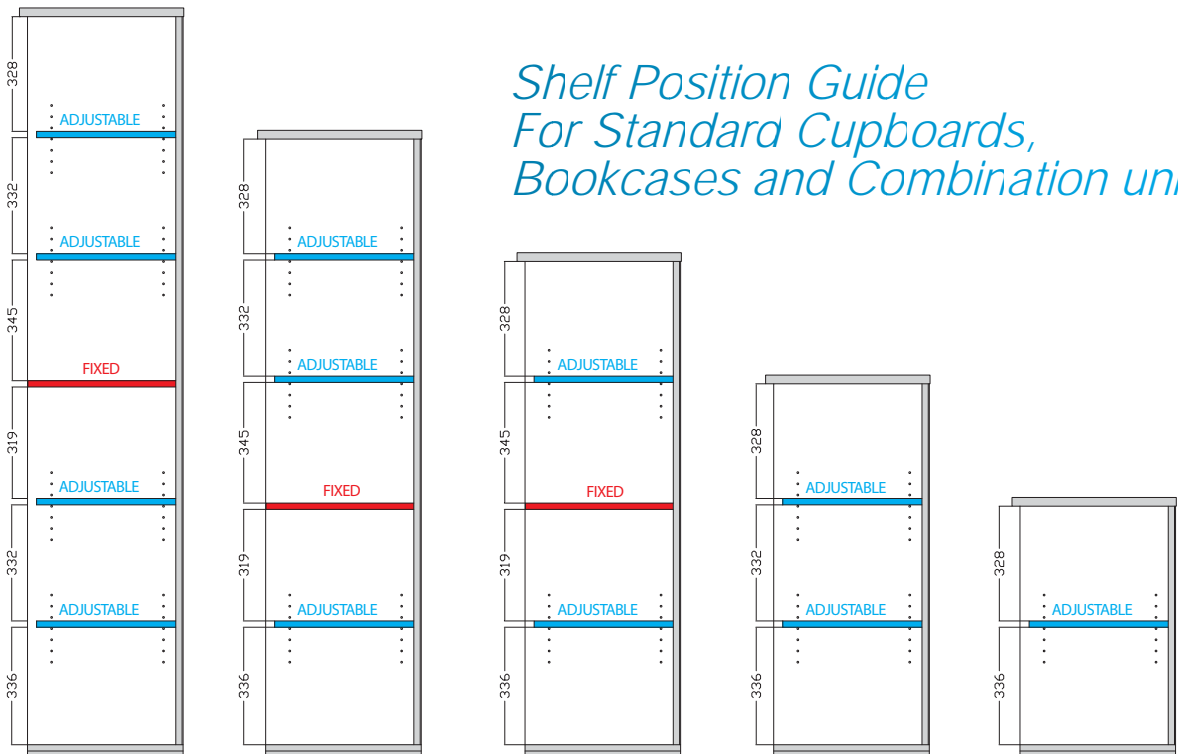 Shelf Position Guide
For Standard Cupboards,
Bookcases and Combination
328
ADJUSTABLE
332
ADJUSTABLE
345
FIXED
319
ADJUSTABLE
332
ADJUSTABLE
336
328
ADJUSTABLE
332
ADJUSTABLE
345
FIXED
319
ADJUSTABLE
336
328
ADJUSTABLE
345
FIXED
319
ADJUSTABLE
336
328
ADJUSTABLE
332
ADJUSTABLE
336
328
ADJUSTABLE
336